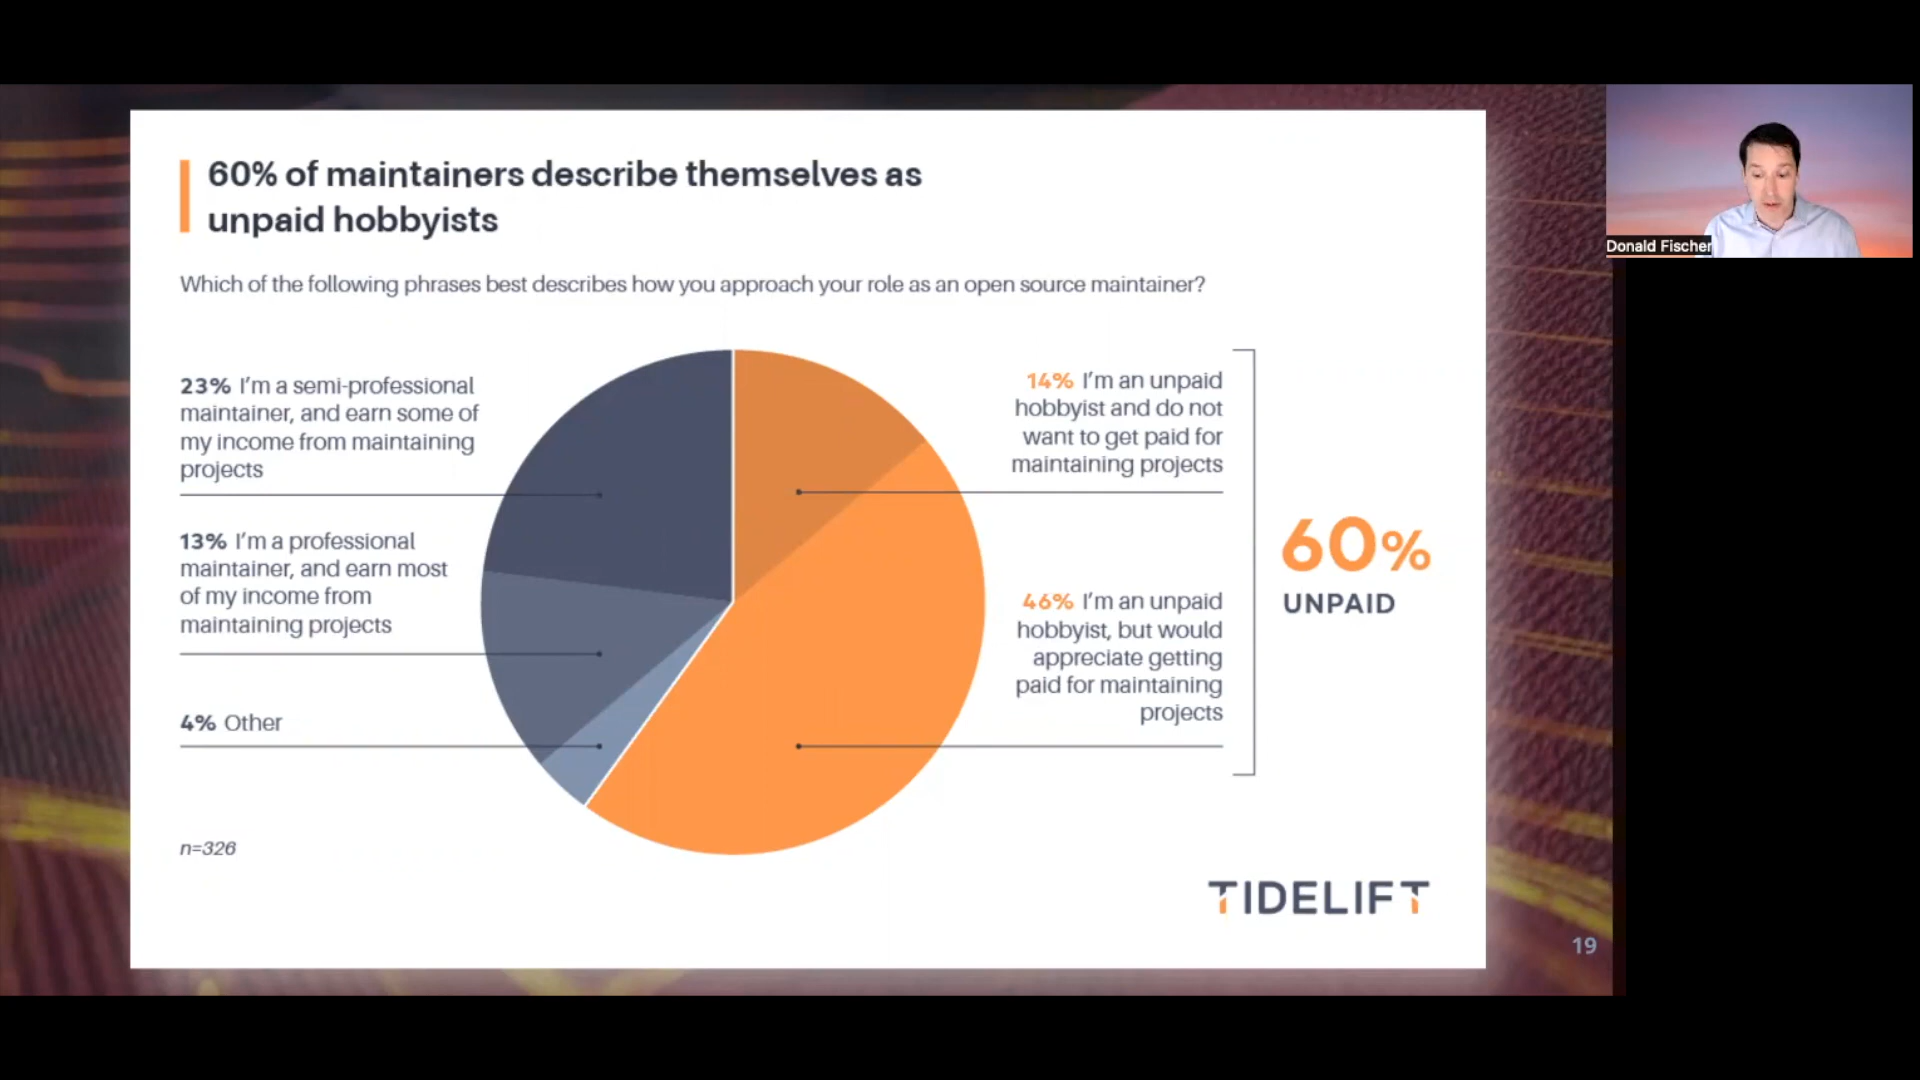 60% of maintainers describe themselves as
unpaid hobbyists
Which of the following phrases best describes how you approach your role as an open source maintainer?
23% I'm a semi-professional
maintainer, and earn some of
my income from maintaining
projects
13% I'm a professional
maintainer, and earn most
of my income from
maintaining projects
4% Other
n=326
14% I'm an unpaid
hobbyist and do not
want to get paid for
maintaining projects
46% I'm an unpaid
hobbyist, but would
appreciate getting
paid for maintaining
projects
60%
UNPAID
TIDELIFT
19
Donald Fischer